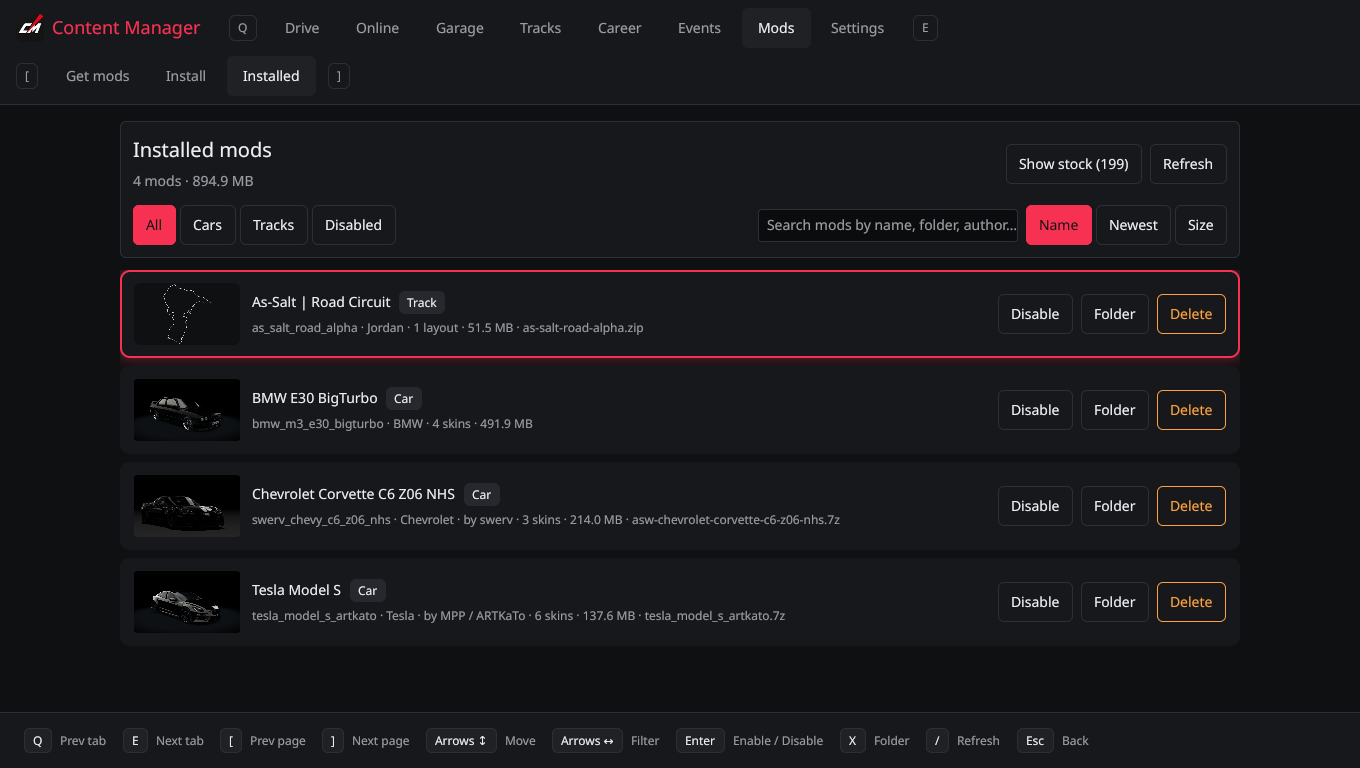 CM Content Manager Q Drive Online Garage Tracks Career Events Mods Settings E
[ Get mods Install Installed ]
Installed mods
4 mods · 894.9 MB
Show stock (199) Refresh
All Cars Tracks Disabled Search mods by name, folder, author... Name Newest Size
As-Salt | Road Circuit Track
as_salt_road_alpha · Jordan · 1 layout · 51.5 MB · as-salt-road-alpha.zip
Disable Folder Delete
BMW E30 BigTurbo Car
bmw_m3_e30_bigturbo · BMW · 4 skins · 491.9 MB
Disable Folder Delete
Chevrolet Corvette C6 Z06 NHS Car
swerv_chevy_c6_z06_nhs · Chevrolet · by swerv · 3 skins · 214.0 MB · asw-chevrolet-corvette-c6-z06-nhs.7z
Disable Folder Delete
Tesla Model S Car
tesla_model_s_artkato · Tesla · by MPP / ARTKaTo · 6 skins · 137.6 MB · tesla_model_s_artkato.7z
Disable Folder Delete
Q Prev tab E Next tab [ Prev page ] Next page Arrows ↕ Move Arrows ↔ Filter Enter Enable / Disable X Folder / Refresh Esc Back